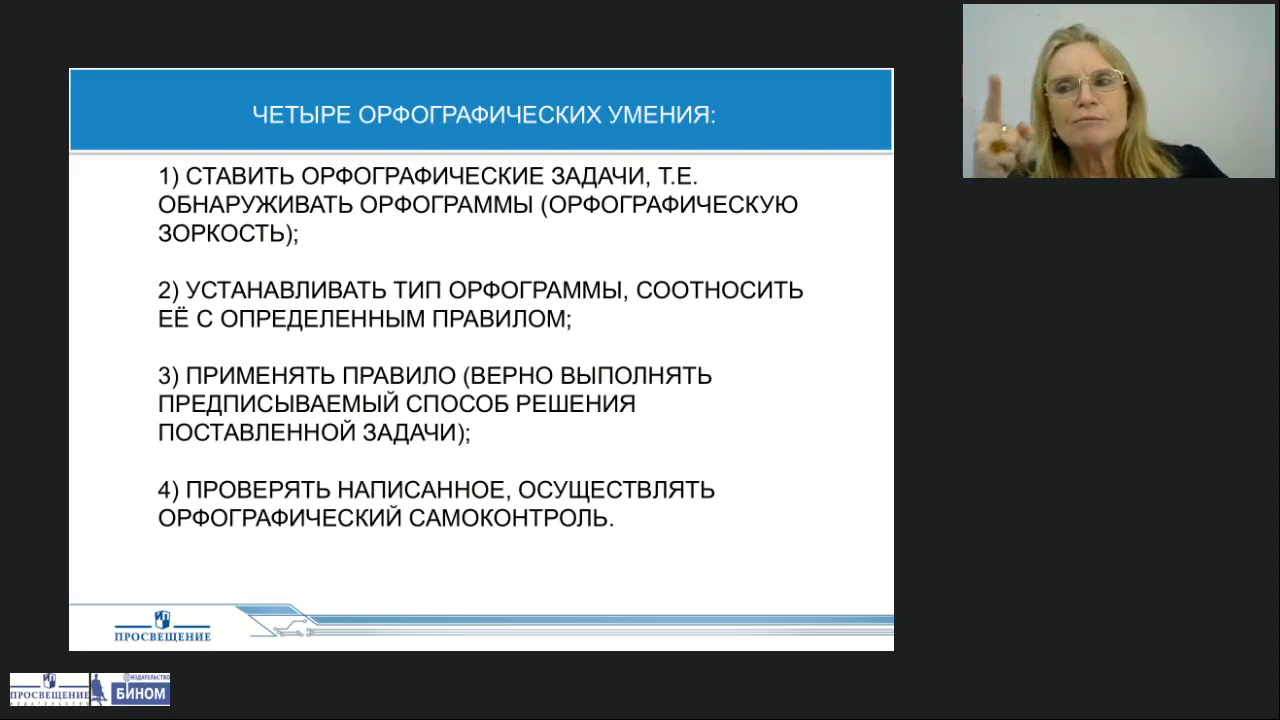 ЧЕТЫРЕ ОРФОГРАФИЧЕСКИХ УМЕНИЯ:
1) СТАВИТЬ ОРФОГРАФИЧЕСКИЕ ЗАДАЧИ, Т.Е.
ОБНАРУЖИВАТЬ ОРФОГРАММЫ (ОРФОГРАФИЧЕСКУЮ
ЗОРКОСТЬ);
2) УСТАНАВЛИВАТЬ ТИП ОРФОГРАММЫ, СООТНОСИТЬ
ЕЁ С ОПРЕДЕЛЕННЫМ ПРАВИЛОМ;
3) ПРИМЕНЯТЬ ПРАВИЛО (ВЕРНО ВЫПОЛНЯТЬ
ПРЕДПИСЫВАЕМЫЙ СПОСОБ РЕШЕНИЯ
ПОСТАВЛЕННОЙ ЗАДАЧИ);
4) ПРОВЕРЯТЬ НАПИСАННОЕ, ОСУЩЕСТВЛЯТЬ
ОРФОГРАФИЧЕСКИЙ САМОКОНТРОЛЬ.
ПРОСВЕЩЕНИЕ
ПРОСВЕЩЕНИЕ
ИЗДАТЕЛЬСТВО
ИЗДАТЕЛЬСТВО
БИНОМ